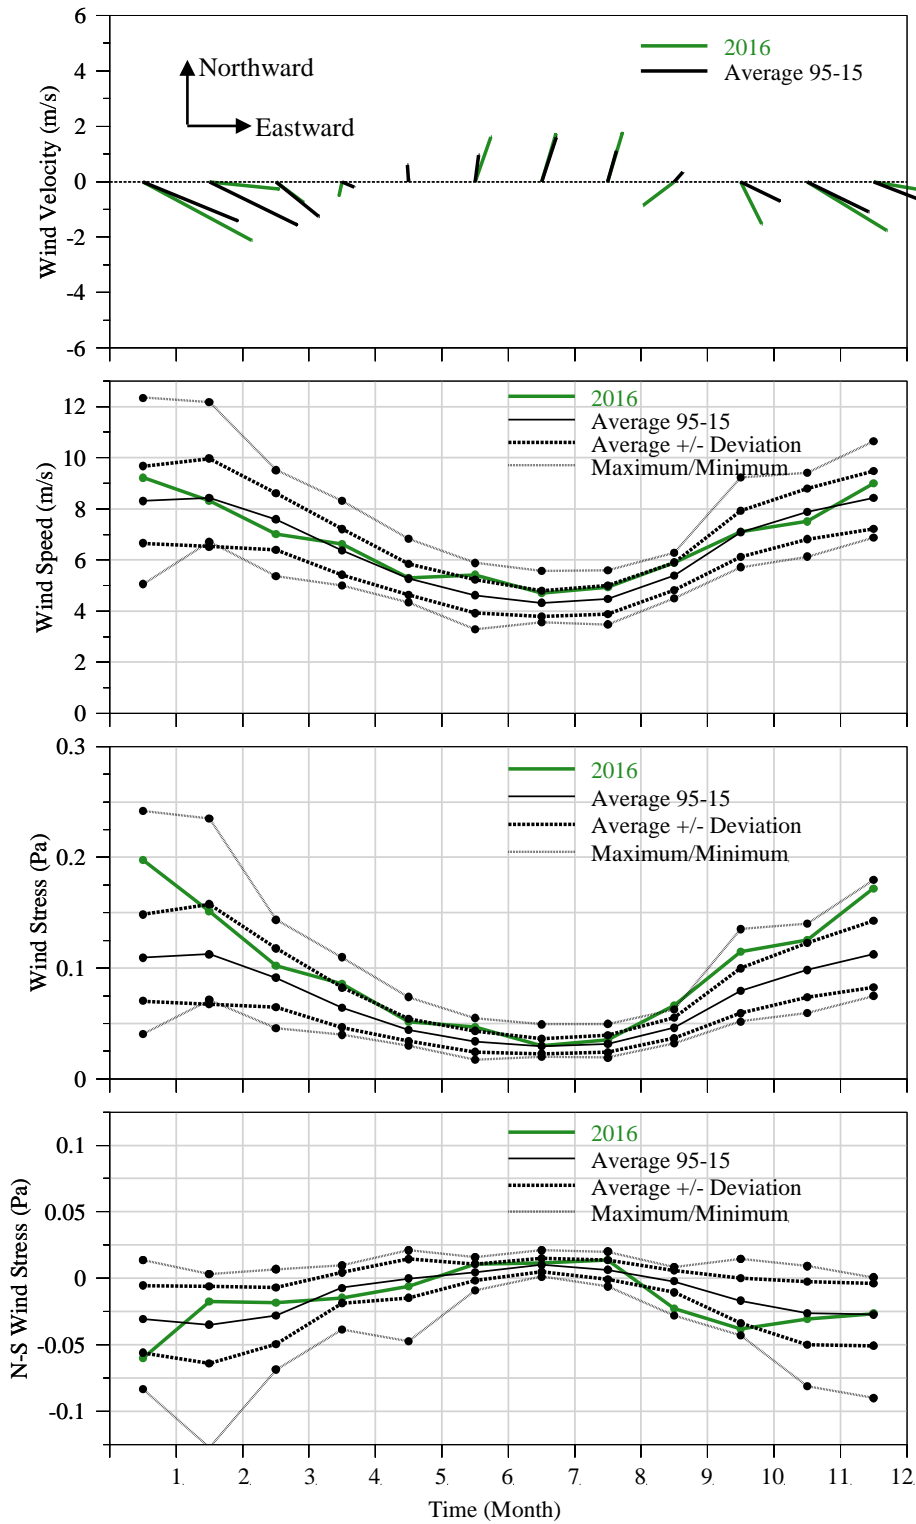 6
4
2
0
-2
-4
-6
Wind Velocity (m/s)
Northward
Eastward
2016
Average 95-15
12
10
8
6
4
2
0
Wind Speed (m/s)
2016
Average 95-15
Average +/- Deviation
Maximum/Minimum
0.3
0.2
0.1
0
Wind Stress (Pa)
2016
Average 95-15
Average +/- Deviation
Maximum/Minimum
0.1
0.05
0
-0.05
-0.1
N-S Wind Stress (Pa)
2016
Average 95-15
Average +/- Deviation
Maximum/Minimum
1 2 3 4 5 6 7 8 9 10 11 12
Time (Month)